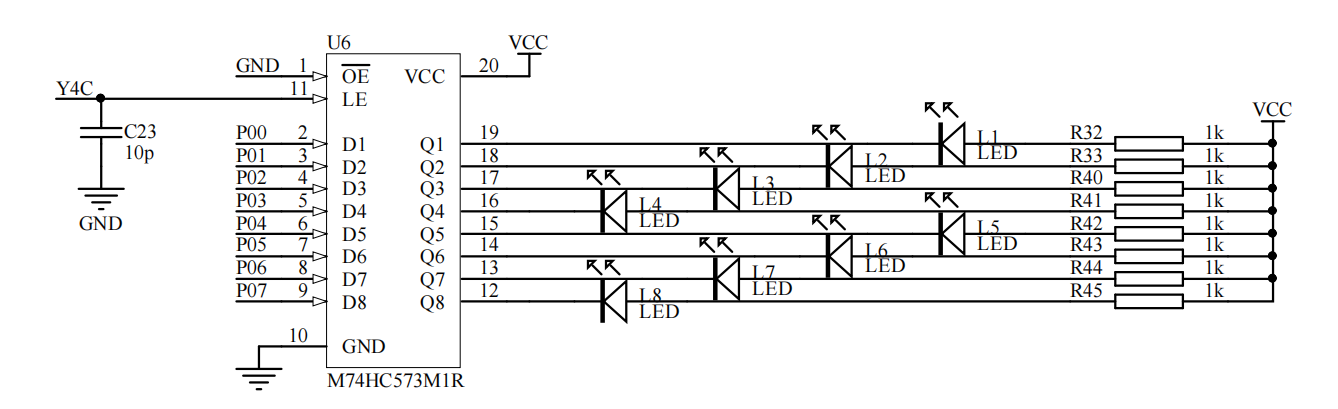 U6
VCC
GND 1 OE VCC 20
Y4C 11 LE
C23
10p
GND
VCC
P00 2 D1 Q1 19 L1 LED R32 1k
P01 3 D2 Q2 18 L2 LED R33 1k
P02 4 D3 Q3 17 L3 LED R40 1k
P03 5 D4 Q4 16 L4 LED R41 1k
P04 6 D5 Q5 15 L5 LED R42 1k
P05 7 D6 Q6 14 L6 LED R43 1k
P06 8 D7 Q7 13 L7 LED R44 1k
P07 9 D8 Q8 12 L8 LED R45 1k
10 GND
M74HC573M1R